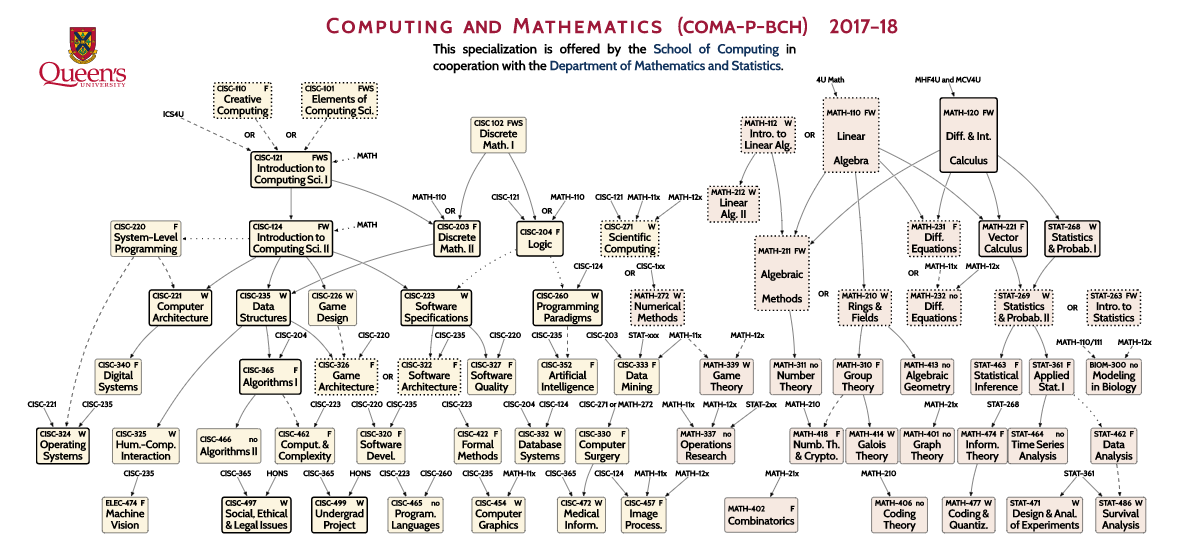 COMPUTING AND MATHEMATICS (COMA-P-BCH) 2017-18
This specialization is offered by the School of Computing in
cooperation with the Department of Mathematics and Statistics.
Queen's
UNIVERSITY
4U Math
MHF4U and MCV4U
CISC-110 F
Creative
Computing
CISC-101 FWS
Elements of
Computing Sci.
ICS4U
OR
OR
CISC 102 FWS
Discrete
Math. I
MATH-112 W
Intro. to
Linear Alg.
OR
MATH-110 FW
Linear
Algebra
MATH-120 FW
Diff. & Int.
Calculus
CISC-121 FWS
Introduction to
Computing Sci. I
MATH
MATH-110
OR
CISC-121
MATH-110
OR
CISC-121
MATH-11x
MATH-12x
MATH-212 W
Linear
Alg. II
CISC-220 F
System-Level
Programming
CISC-124 FW
Introduction to
Computing Sci. II
MATH
CISC-203 F
Discrete
Math. II
CISC-204 F
Logic
CISC-271 W
Scientific
Computing
MATH-211 FW
Algebraic
Methods
MATH-231 F
Diff.
Equations
MATH-221 F
Vector
Calculus
STAT-268 W
Statistics
& Probab. I
CISC-124
OR
CISC-1xx
OR
MATH-11x
MATH-12x
CISC-221 W
Computer
Architecture
CISC-235 W
Data
Structures
CISC-226 W
Game
Design
CISC-223 W
Software
Specifications
CISC-260 W
Programming
Paradigms
MATH-272 W
Numerical
Methods
OR
MATH-210 W
Rings &
Fields
MATH-232 no
Diff.
Equations
STAT-269 W
Statistics
& Probab. II
OR
STAT-263 FW
Intro. to
Statistics
CISC-204
CISC-220
CISC-235
CISC-220
CISC-235
CISC-203
STAT-xxx
MATH-11x
MATH-12x
MATH-110/111
MATH-12x
CISC-340 F
Digital
Systems
CISC-365 F
Algorithms I
CISC-326 F
Game
Architecture
OR
CISC-322 F
Software
Architecture
CISC-327 F
Software
Quality
CISC-352 F
Artificial
Intelligence
CISC-333 F
Data
Mining
MATH-339 W
Game
Theory
MATH-311 no
Number
Theory
MATH-310 F
Group
Theory
MATH-413 no
Algebraic
Geometry
STAT-463 F
Statistical
Inference
STAT-361 F
Applied
Stat. I
BIOM-300 no
Modeling
in Biology
CISC-221
CISC-235
CISC-223
CISC-220
CISC-235
CISC-223
CISC-204
CISC-124
CISC-271 or MATH-272
MATH-11x
MATH-12x
STAT-2xx
MATH-210
MATH-21x
STAT-268
CISC-324 W
Operating
Systems
CISC-325 W
Hum.-Comp.
Interaction
CISC-466 no
Algorithms II
CISC-462 F
Comput. &
Complexity
CISC-320 F
Software
Devel.
CISC-422 F
Formal
Methods
CISC-332 W
Database
Systems
CISC-330 F
Computer
Surgery
MATH-337 no
Operations
Research
MATH-418 F
Numb. Th.
& Crypto.
MATH-414 W
Galois
Theory
MATH-401 no
Graph
Theory
MATH-474 F
Inform.
Theory
STAT-464 no
Time Series
Analysis
STAT-462 F
Data
Analysis
CISC-235
CISC-365
HONS
CISC-365
HONS
CISC-223
CISC-260
CISC-235
MATH-11x
CISC-365
CISC-124
MATH-11x
MATH-12x
MATH-21x
MATH-210
STAT-361
ELEC-474 F
Machine
Vision
CISC-497 W
Social, Ethical
& Legal Issues
CISC-499 W
Undergrad
Project
CISC-465 no
Program.
Languages
CISC-454 W
Computer
Graphics
CISC-472 W
Medical
Inform.
CISC-457 F
Image
Process.
MATH-402 F
Combinatorics
MATH-406 no
Coding
Theory
MATH-477 W
Coding &
Quantiz.
STAT-471 W
Design & Anal.
of Experiments
STAT-486 W
Survival
Analysis